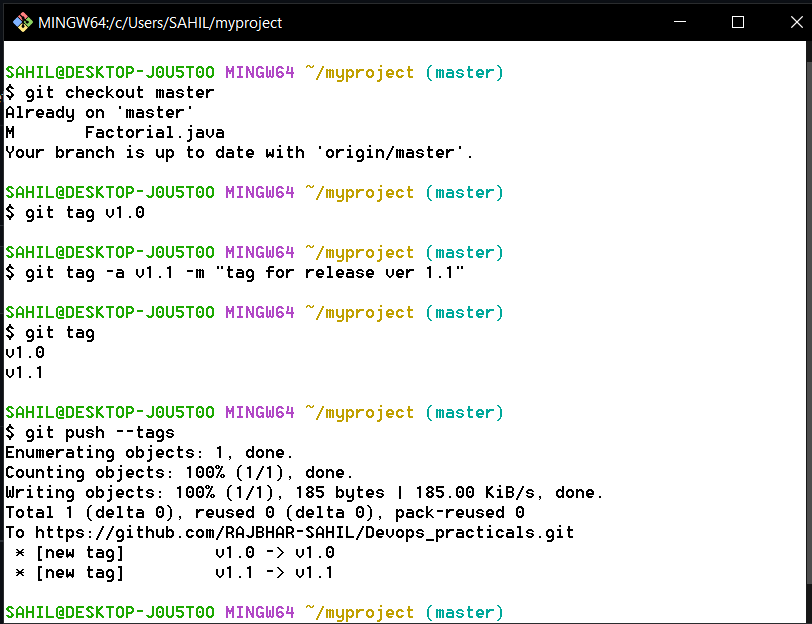 MINGW64:/c/Users/SAHIL/myproject
SAHIL@DESKTOP-J0U5T0O MINGW64 ~/myproject (master)
$ git checkout master
Already on 'master'
M       Factorial.java
Your branch is up to date with 'origin/master'.
SAHIL@DESKTOP-J0U5T0O MINGW64 ~/myproject (master)
$ git tag v1.0
SAHIL@DESKTOP-J0U5T0O MINGW64 ~/myproject (master)
$ git tag -a v1.1 -m "tag for release ver 1.1"
SAHIL@DESKTOP-J0U5T0O MINGW64 ~/myproject (master)
$ git tag
v1.0
v1.1
SAHIL@DESKTOP-J0U5T0O MINGW64 ~/myproject (master)
$ git push --tags
Enumerating objects: 1, done.
Counting objects: 100% (1/1), done.
Writing objects: 100% (1/1), 185 bytes | 185.00 KiB/s, done.
Total 1 (delta 0), reused 0 (delta 0), pack-reused 0
To https://github.com/RAJBHAR-SAHIL/Devops_practicals.git
 * [new tag]         v1.0 -> v1.0
 * [new tag]         v1.1 -> v1.1
SAHIL@DESKTOP-J0U5T0O MINGW64 ~/myproject (master)